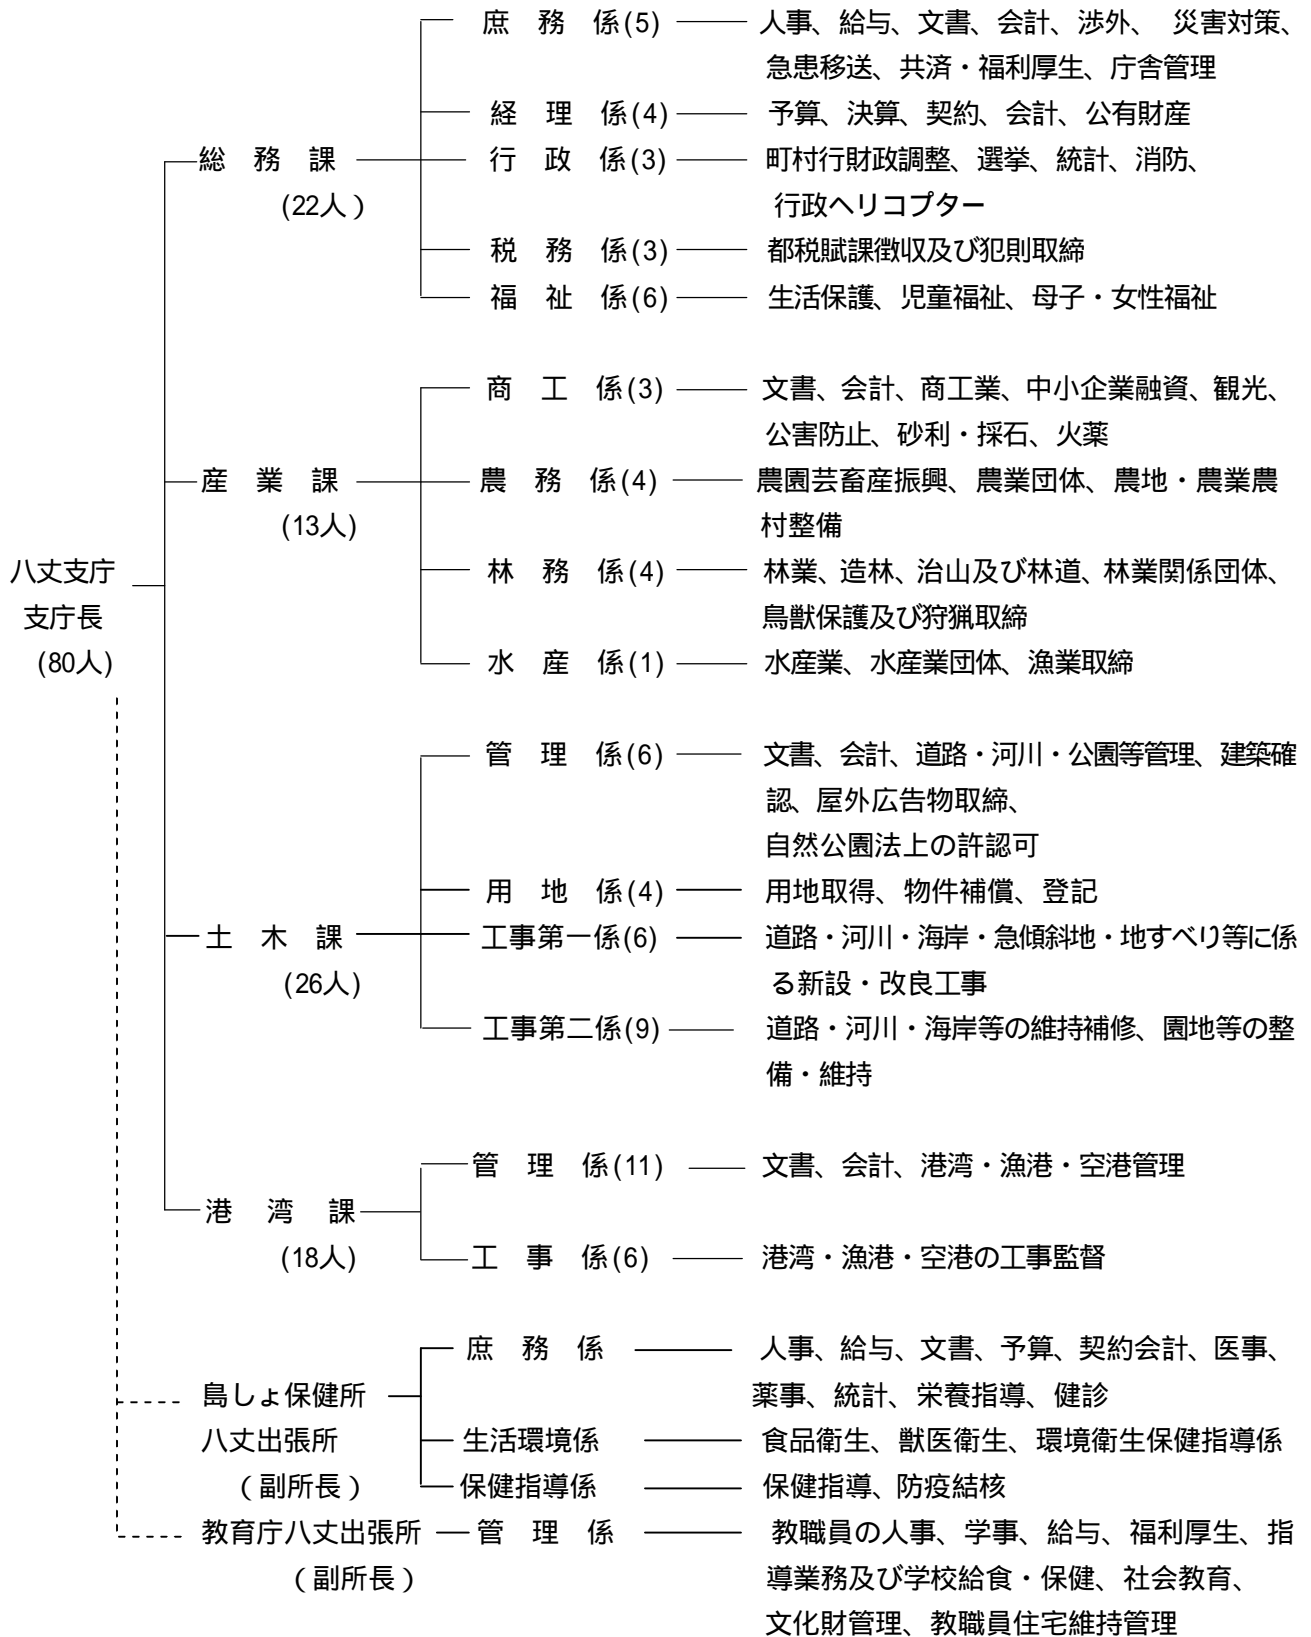 庶務係(5) 人事、給与、文書、会計、渉外、 災害対策、
急患移送、共済・福利厚生、庁舎管理
経理係(4) 予算、決算、契約、会計、公有財産
総務課 行政係(3) 町村行財政調整、選挙、統計、消防、
(22人) 行政ヘリコプター
税務係(3) 都税賦課徴収及び犯則取締
福祉係(6) 生活保護、児童福祉、母子・女性福祉
商工係(3) 文書、会計、商工業、中小企業融資、観光、
公害防止、砂利・採石、火薬
産業課 農務係(4) 農園芸畜産振興、農業団体、農地・農業農
(13人) 村整備
八丈支庁 林務係(4) 林業、造林、治山及び林道、林業関係団体、
支庁長 鳥獣保護及び狩猟取締
(80人) 水産係(1) 水産業、水産業団体、漁業取締
管理係(6) 文書、会計、道路・河川・公園等管理、建築確
認、屋外広告物取締、
自然公園法上の許認可
用地係(4) 用地取得、物件補償、登記
土木課 工事第一係(6) 道路・河川・海岸・急傾斜地・地すべり等に係
(26人) る新設・改良工事
工事第二係(9) 道路・河川・海岸等の維持補修、園地等の整
備・維持
管理係(11) 文書、会計、港湾・漁港・空港管理
港湾課
(18人) 工事係(6) 港湾・漁港・空港の工事監督
庶務係 人事、給与、文書、予算、契約会計、医事、
島しょ保健所 薬事、統計、栄養指導、健診
八丈出張所 生活環境係 食品衛生、獣医衛生、環境衛生保健指導係
(副所長) 保健指導係 保健指導、防疫結核
教育庁八丈出張所 管理係 教職員の人事、学事、給与、福利厚生、指
(副所長) 導業務及び学校給食・保健、社会教育、
文化財管理、教職員住宅維持管理